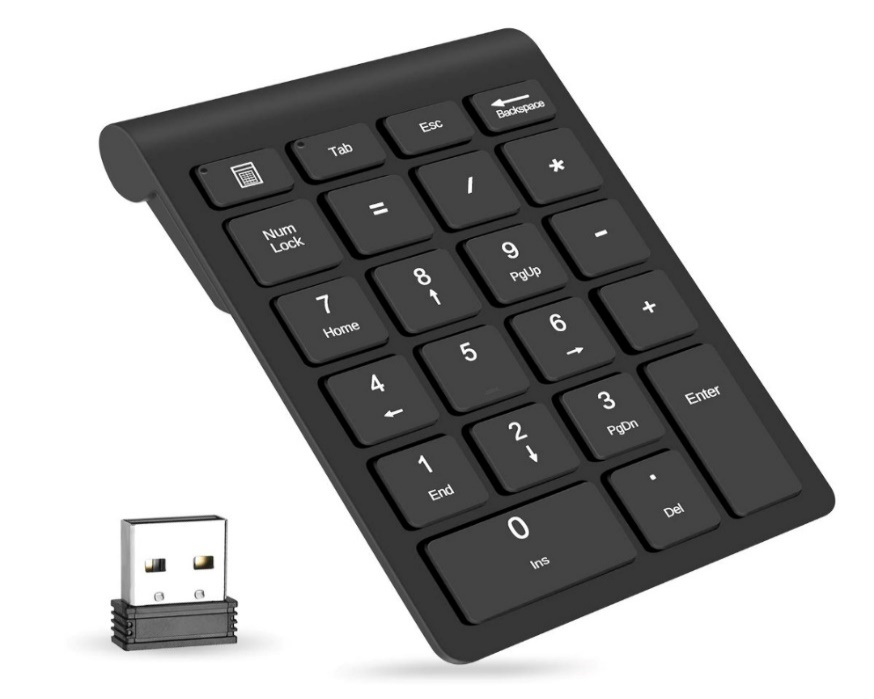 Tab
Esc
Backspace
Num
Lock
=
/
*
7
Home
8
↑
9
PgUp
-
4
←
5
6
→
+
1
End
2
↓
3
PgDn
Enter
0
Ins
.
Del